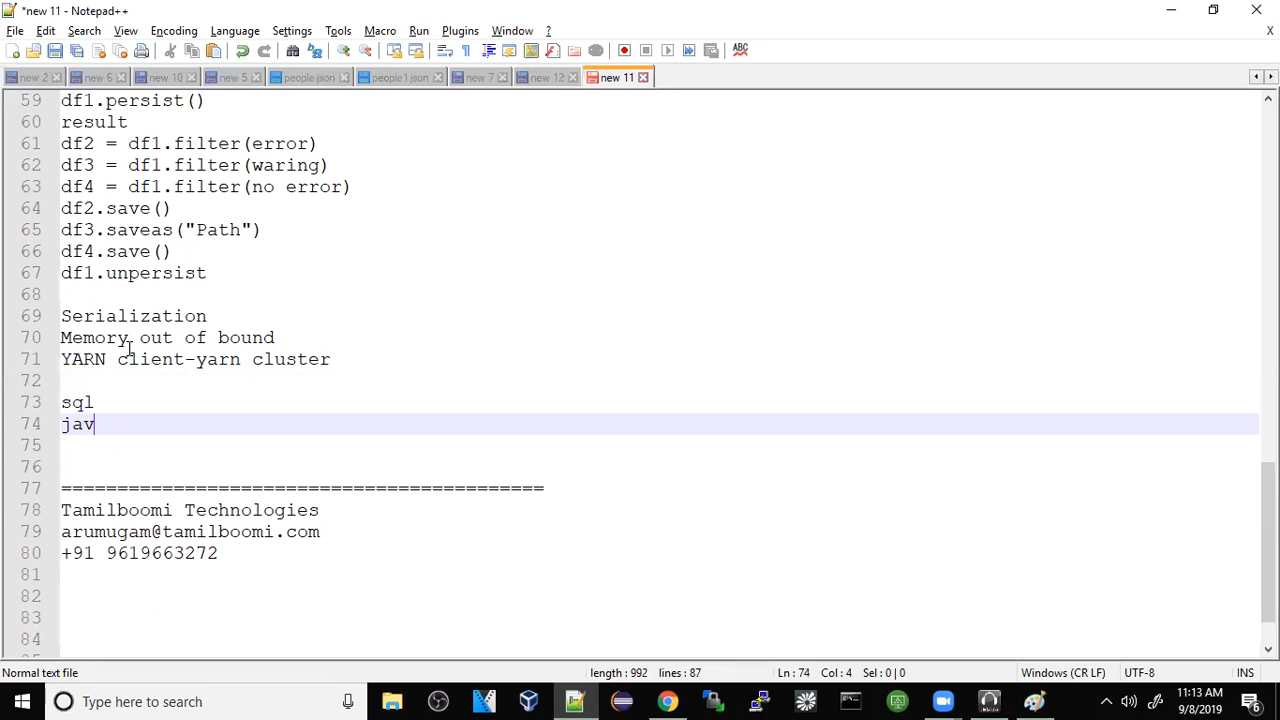 *new 11 - Notepad++
File Edit Search View Encoding Language Settings Tools Macro Run Plugins Window ?
new 2 new 6 new 10 new 5 people.json people1.json new 7 new 12 new 11
59 df1.persist()
60 result
61 df2 = df1.filter(error)
62 df3 = df1.filter(waring)
63 df4 = df1.filter(no error)
64 df2.save()
65 df3.saveas("Path")
66 df4.save()
67 df1.unpersist
68
69 Serialization
70 Memory out of bound
71 YARN client-yarn cluster
72
73 sql
74 jav
75
76
77 ===========================================
78 Tamilboomi Technologies
79 arumugam@tamilboomi.com
80 +91 9619663272
81
82
83
84
Normal text file length : 992 lines : 87 Ln : 74 Col : 4 Sel : 0 | 0 Windows (CR LF) UTF-8 INS
Type here to search
11:13 AM
9/8/2019
6